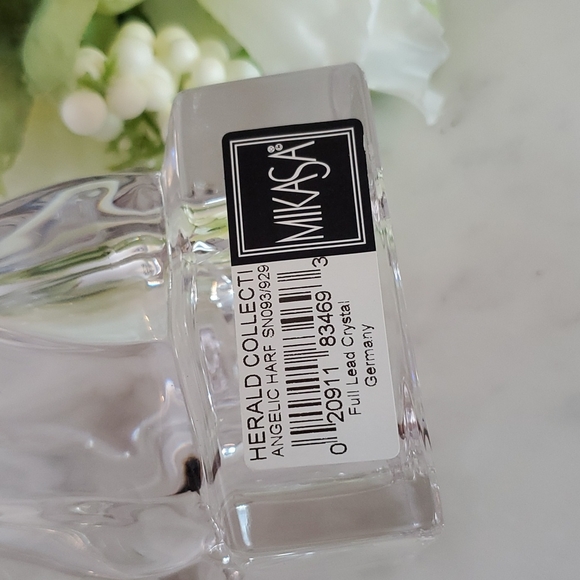 MIKASA®©
HERALD COLLECTI
ANGELIC HARF SN093/929
0 20911 83469 3
Full Lead Crystal
Germany